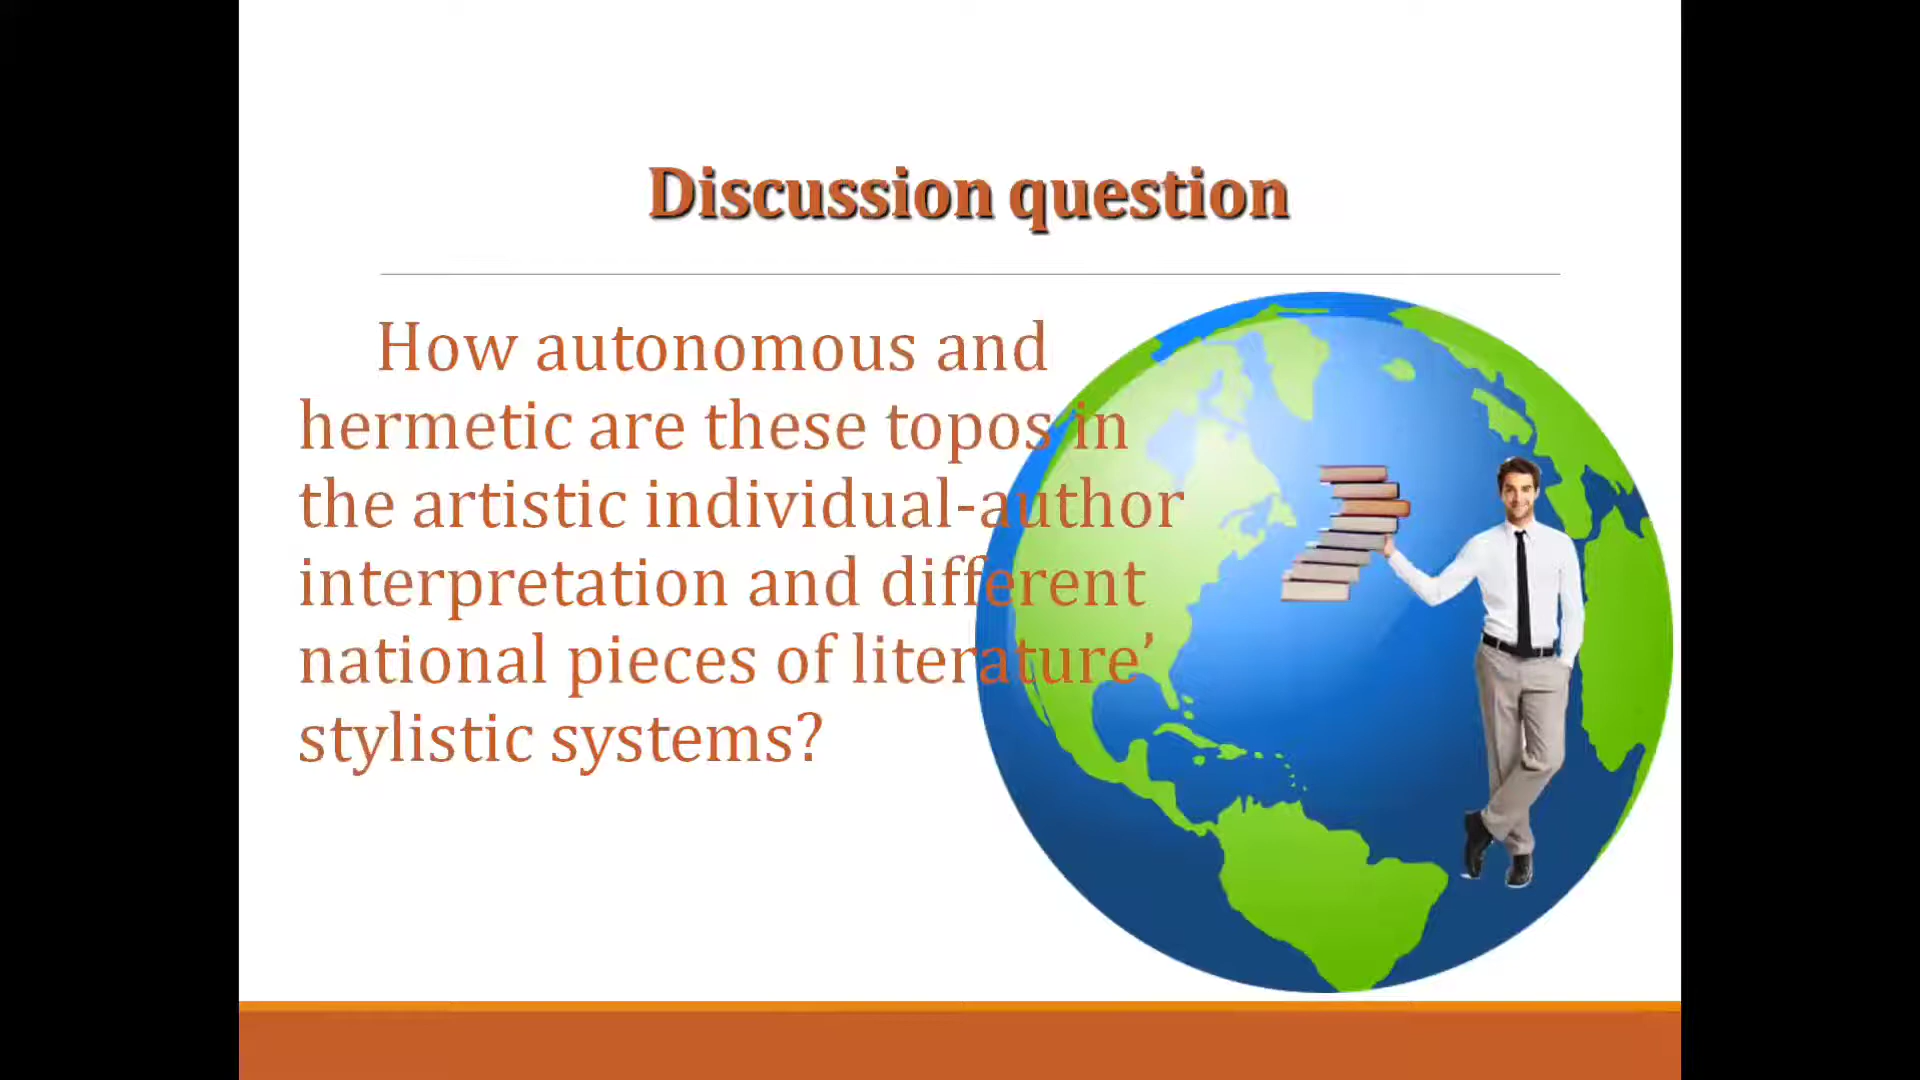 Discussion question
How autonomous and
hermetic are these topos in
the artistic individual-author
interpretation and different
national pieces of literature’
stylistic systems?